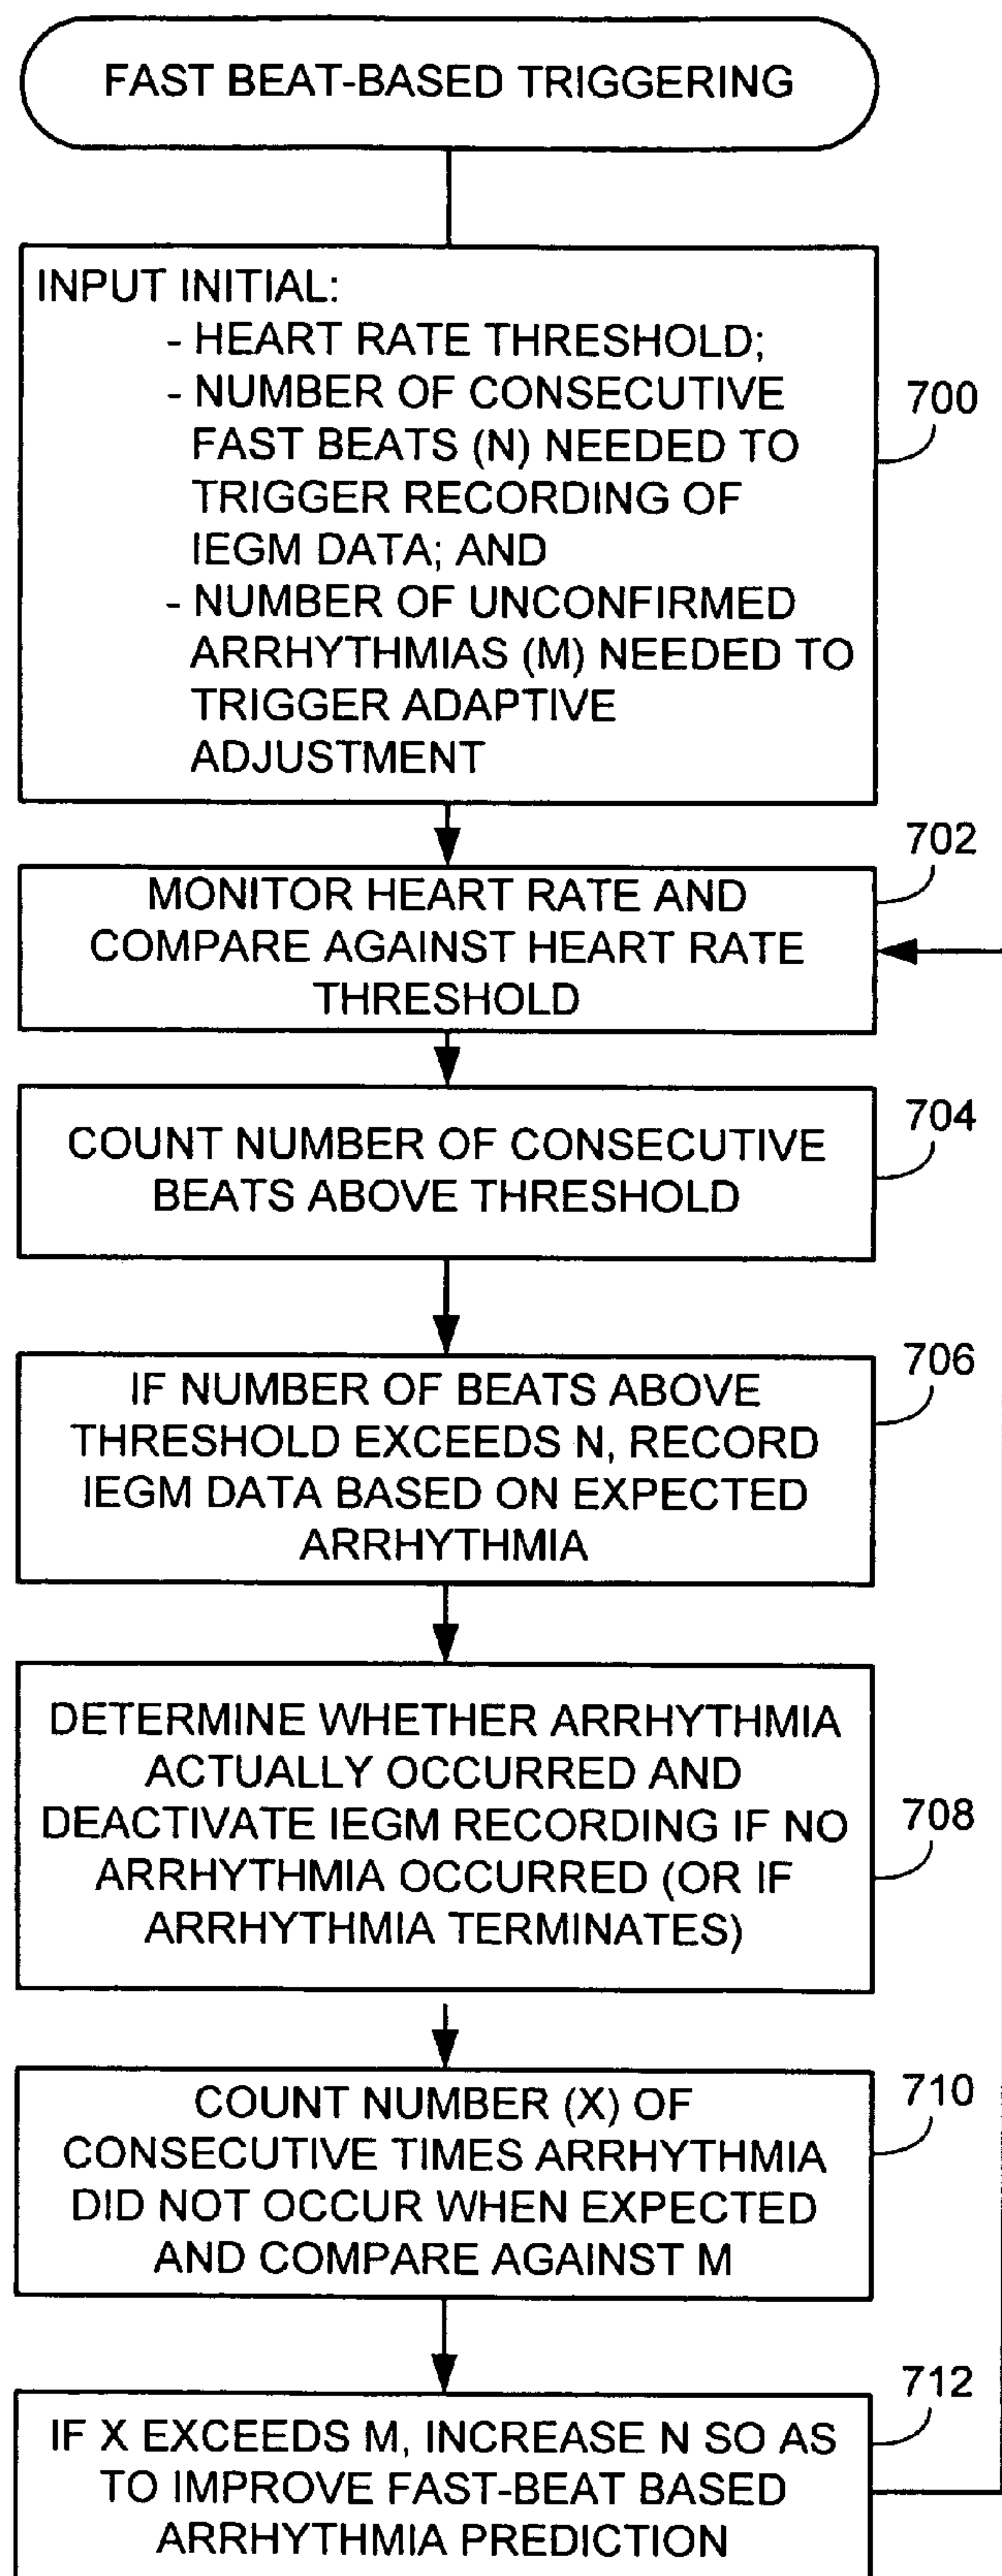 FAST BEAT-BASED TRIGGERING
INPUT INITIAL:
- HEART RATE THRESHOLD;
- NUMBER OF CONSECUTIVE
FAST BEATS (N) NEEDED TO
TRIGGER RECORDING OF
IEGM DATA; AND
- NUMBER OF UNCONFIRMED
ARRHYTHMIAS (M) NEEDED TO
TRIGGER ADAPTIVE
ADJUSTMENT
700
702
MONITOR HEART RATE AND
COMPARE AGAINST HEART RATE
THRESHOLD
704
COUNT NUMBER OF CONSECUTIVE
BEATS ABOVE THRESHOLD
706
IF NUMBER OF BEATS ABOVE
THRESHOLD EXCEEDS N, RECORD
IEGM DATA BASED ON EXPECTED
ARRHYTHMIA
DETERMINE WHETHER ARRHYTHMIA
ACTUALLY OCCURRED AND
DEACTIVATE IEGM RECORDING IF NO
ARRHYTHMIA OCCURRED (OR IF
ARRHYTHMIA TERMINATES)
708
710
COUNT NUMBER (X) OF
CONSECUTIVE TIMES ARRHYTHMIA
DID NOT OCCUR WHEN EXPECTED
AND COMPARE AGAINST M
712
IF X EXCEEDS M, INCREASE N SO AS
TO IMPROVE FAST-BEAT BASED
ARRHYTHMIA PREDICTION